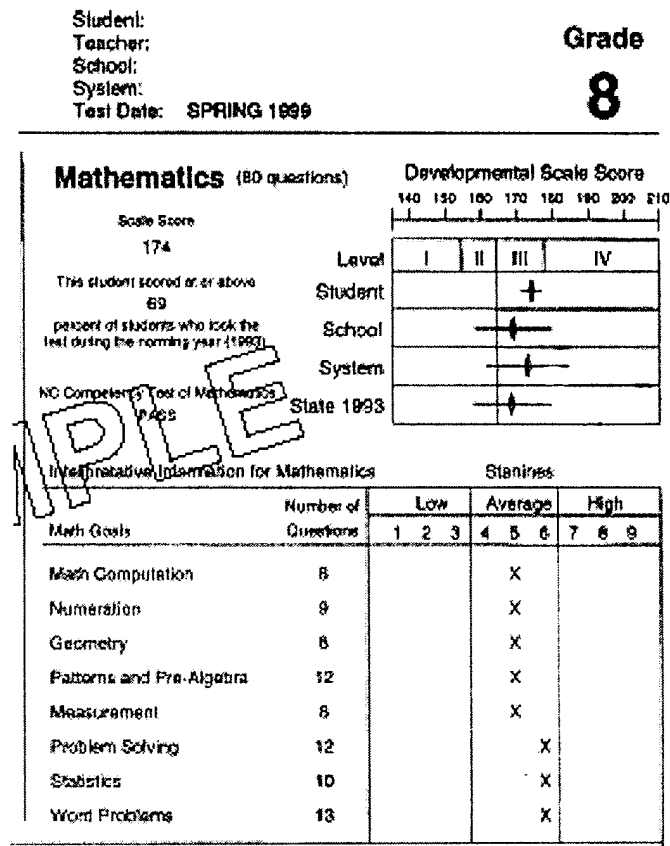 Student:
Teacher:
School:
System:
Test Date: SPRING 1999
Grade
8
Mathematics (80 questions)
Scale Score
174
This student scored at or above
69
percent of students who took the
test during the norming year (1993)
NC Competency Test of Mathematics
PASS
Developmental Scale Score
140 150 160 170 180 190 200 210
Level I II III IV
Student
School
System
State 1993
MPLE
Interpretative Information for Mathematics
Stanines
Number of Low Average High
Math Goals Questions 1 2 3 4 5 6 7 8 9
Math Computation 8 X
Numeration 9 X
Geometry 8 X
Patterns and Pre-Algebra 12 X
Measurement 8 X
Problem Solving 12 X
Statistics 10 X
Word Problems 13 X